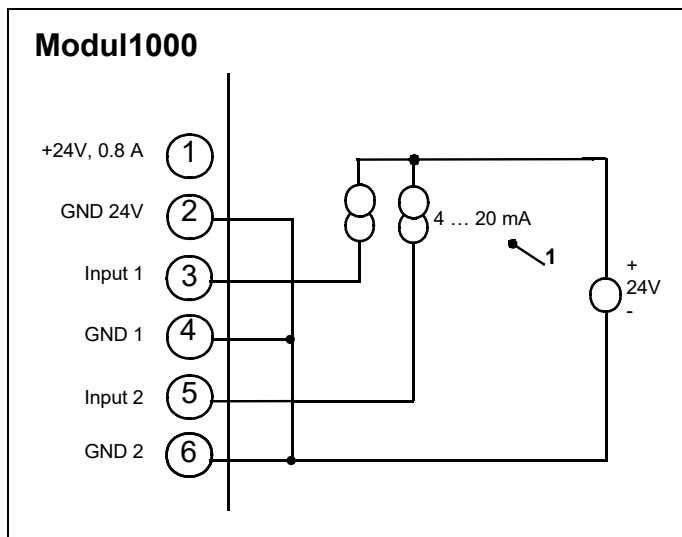 Modul1000
+24V, 0.8 A 1
GND 24V 2
Input 1 3
GND 1 4
Input 2 5
GND 2 6
4 … 20 mA
1
+
24V
-